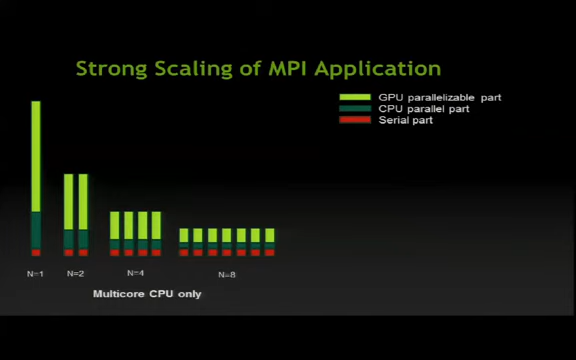 Strong Scaling of MPI Application
GPU parallelizable part
CPU parallel part
Serial part
N=1 N=2 N=4 N=8
Multicore CPU only